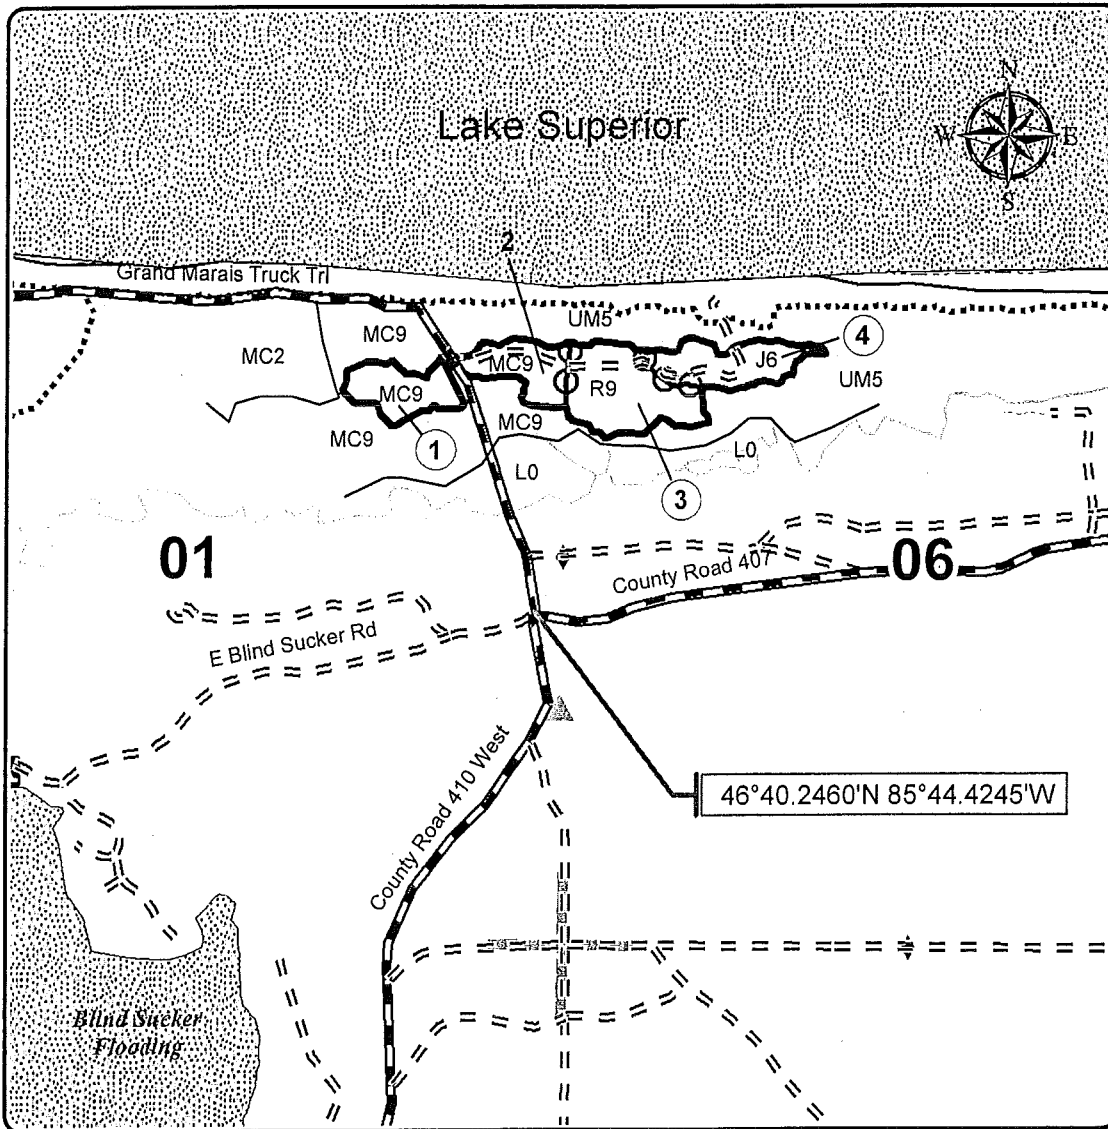 Lake Superior
N
W E
S
2
Grand Marais Truck Trl
UM5
MC9
4
MC2
MC9
J6
MC9
R9
UM5
MC9
MC9
1
L0
L0
3
01
06
County Road 407
E Blind Sucker Rd
County Road 410 West
46°40.2460'N 85°44.4245'W
Blind Sucker
Flooding